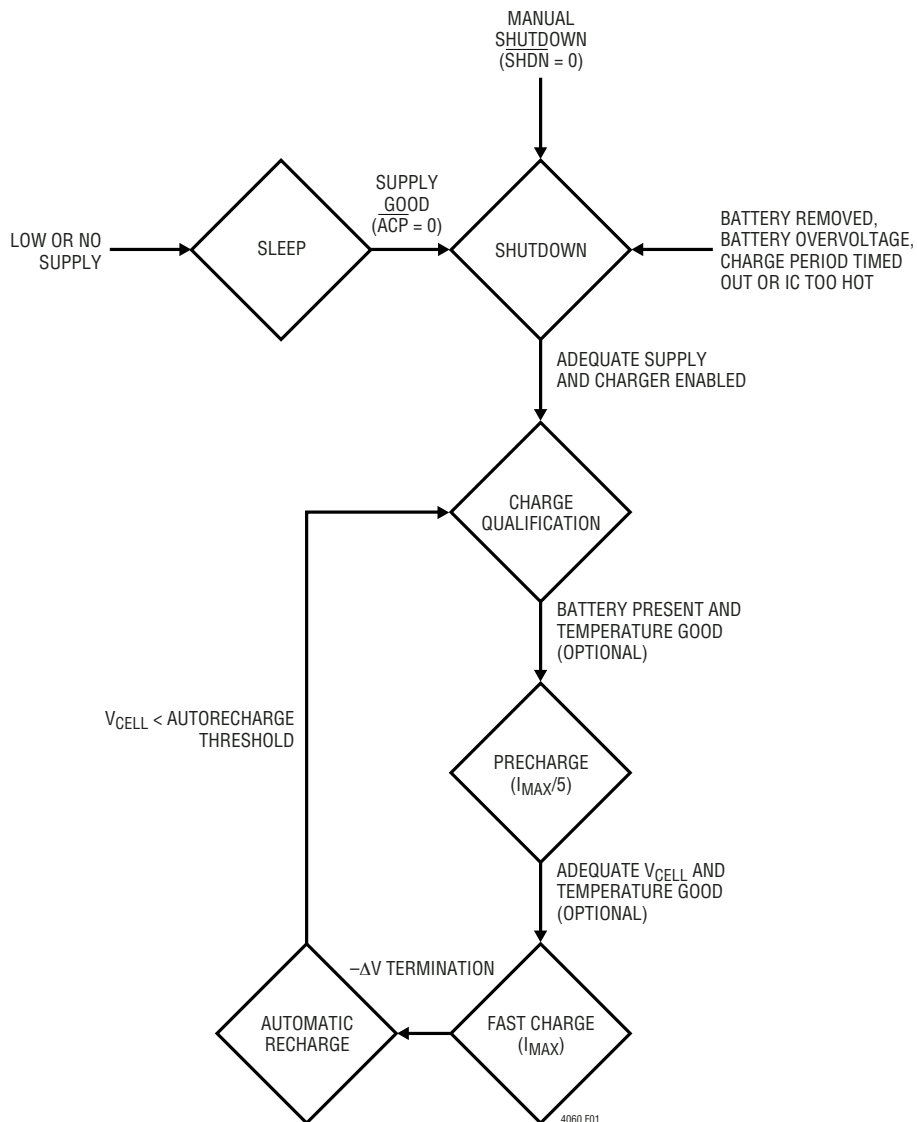 MANUAL
SHUTDOWN
(S̅H̅D̅N̅ = 0)
SUPPLY
GOOD
(A̅C̅P̅ = 0)
LOW OR NO
SUPPLY
SLEEP
SHUTDOWN
BATTERY REMOVED,
BATTERY OVERVOLTAGE,
CHARGE PERIOD TIMED
OUT OR IC TOO HOT
ADEQUATE SUPPLY
AND CHARGER ENABLED
CHARGE
QUALIFICATION
BATTERY PRESENT AND
TEMPERATURE GOOD
(OPTIONAL)
VCELL < AUTORECHARGE
THRESHOLD
PRECHARGE
(IMAX/5)
ADEQUATE VCELL AND
TEMPERATURE GOOD
(OPTIONAL)
–ΔV TERMINATION
AUTOMATIC
RECHARGE
FAST CHARGE
(IMAX)
4060 F01